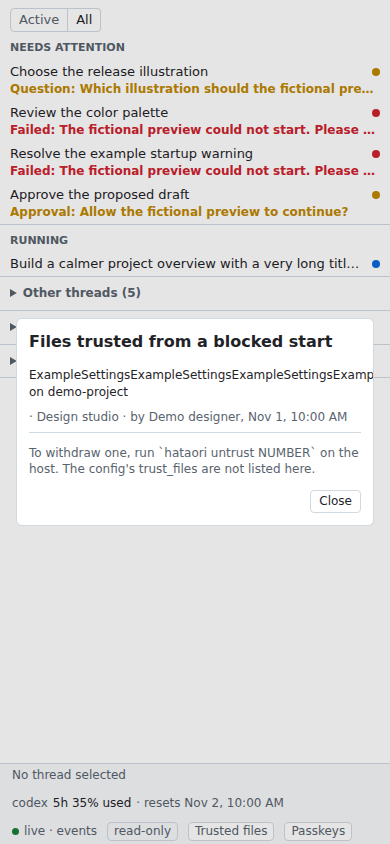 Active All
NEEDS ATTENTION
Choose the release illustration
Question: Which illustration should the fictional pre…
Review the color palette
Failed: The fictional preview could not start. Please …
Resolve the example startup warning
Failed: The fictional preview could not start. Please …
Approve the proposed draft
Approval: Allow the fictional preview to continue?
RUNNING
Build a calmer project overview with a very long titl…
Other threads (5)
Files trusted from a blocked start
ExampleSettingsExampleSettingsExampleSettingsExamp
on demo-project
· Design studio · by Demo designer, Nov 1, 10:00 AM
To withdraw one, run `hataori untrust NUMBER` on the
host. The config's trust_files are not listed here.
Close
No thread selected
codex 5h 35% used · resets Nov 2, 10:00 AM
live · events read-only Trusted files Passkeys